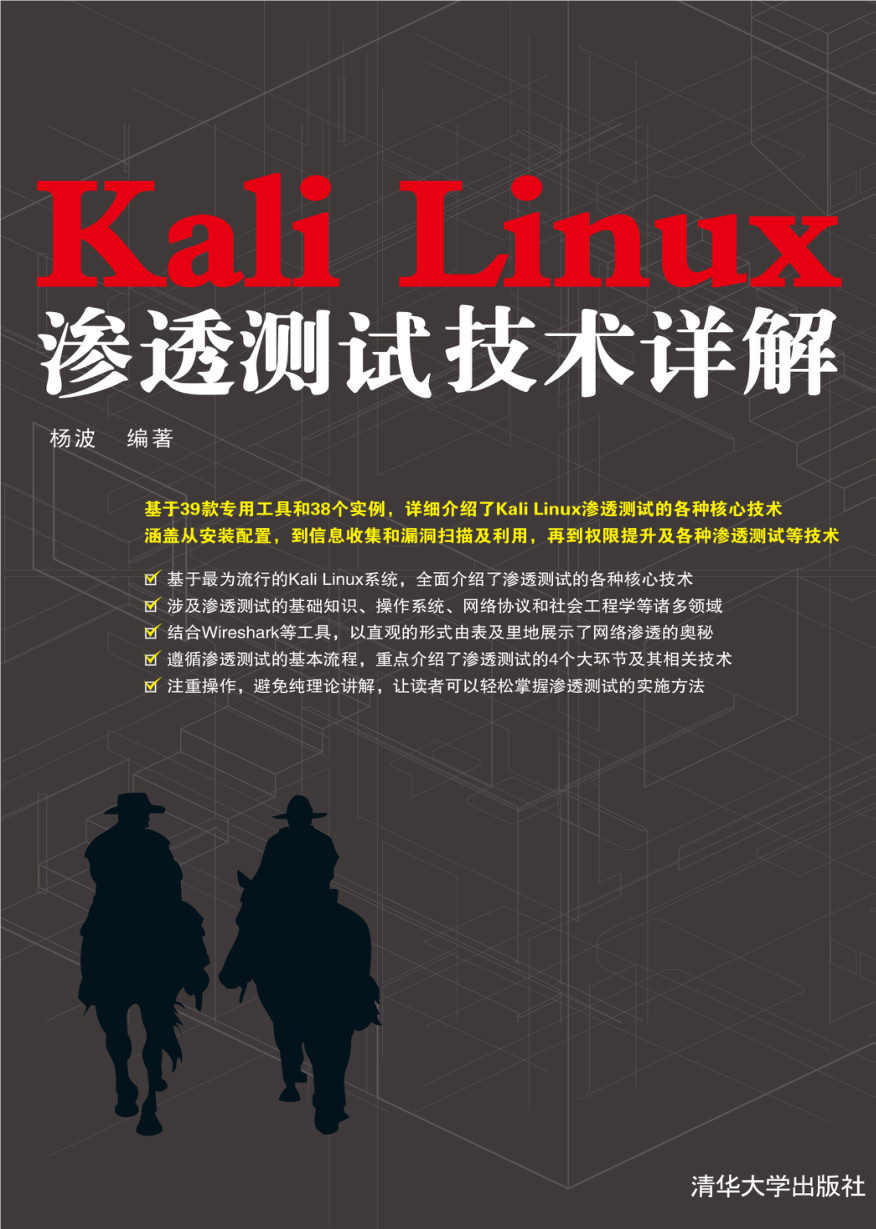 Kali Linux
渗透测试技术详解
杨波 编著
基于39款专用工具和38个实例，详细介绍了Kali Linux渗透测试的各种核心技术
涵盖从安装配置，到信息收集和漏洞扫描及利用，再到权限提升及各种渗透测试等技术
基于最为流行的Kali Linux系统，全面介绍了渗透测试的各种核心技术
涉及渗透测试的基础知识、操作系统、网络协议和社会工程学等诸多领域
结合Wireshark等工具，以直观的形式由表及里地展示了网络渗透的奥秘
遵循渗透测试的基本流程，重点介绍了渗透测试的4个大环节及其相关技术
注重操作，避免纯理论讲解，让读者可以轻松掌握渗透测试的实施方法
清华大学出版社